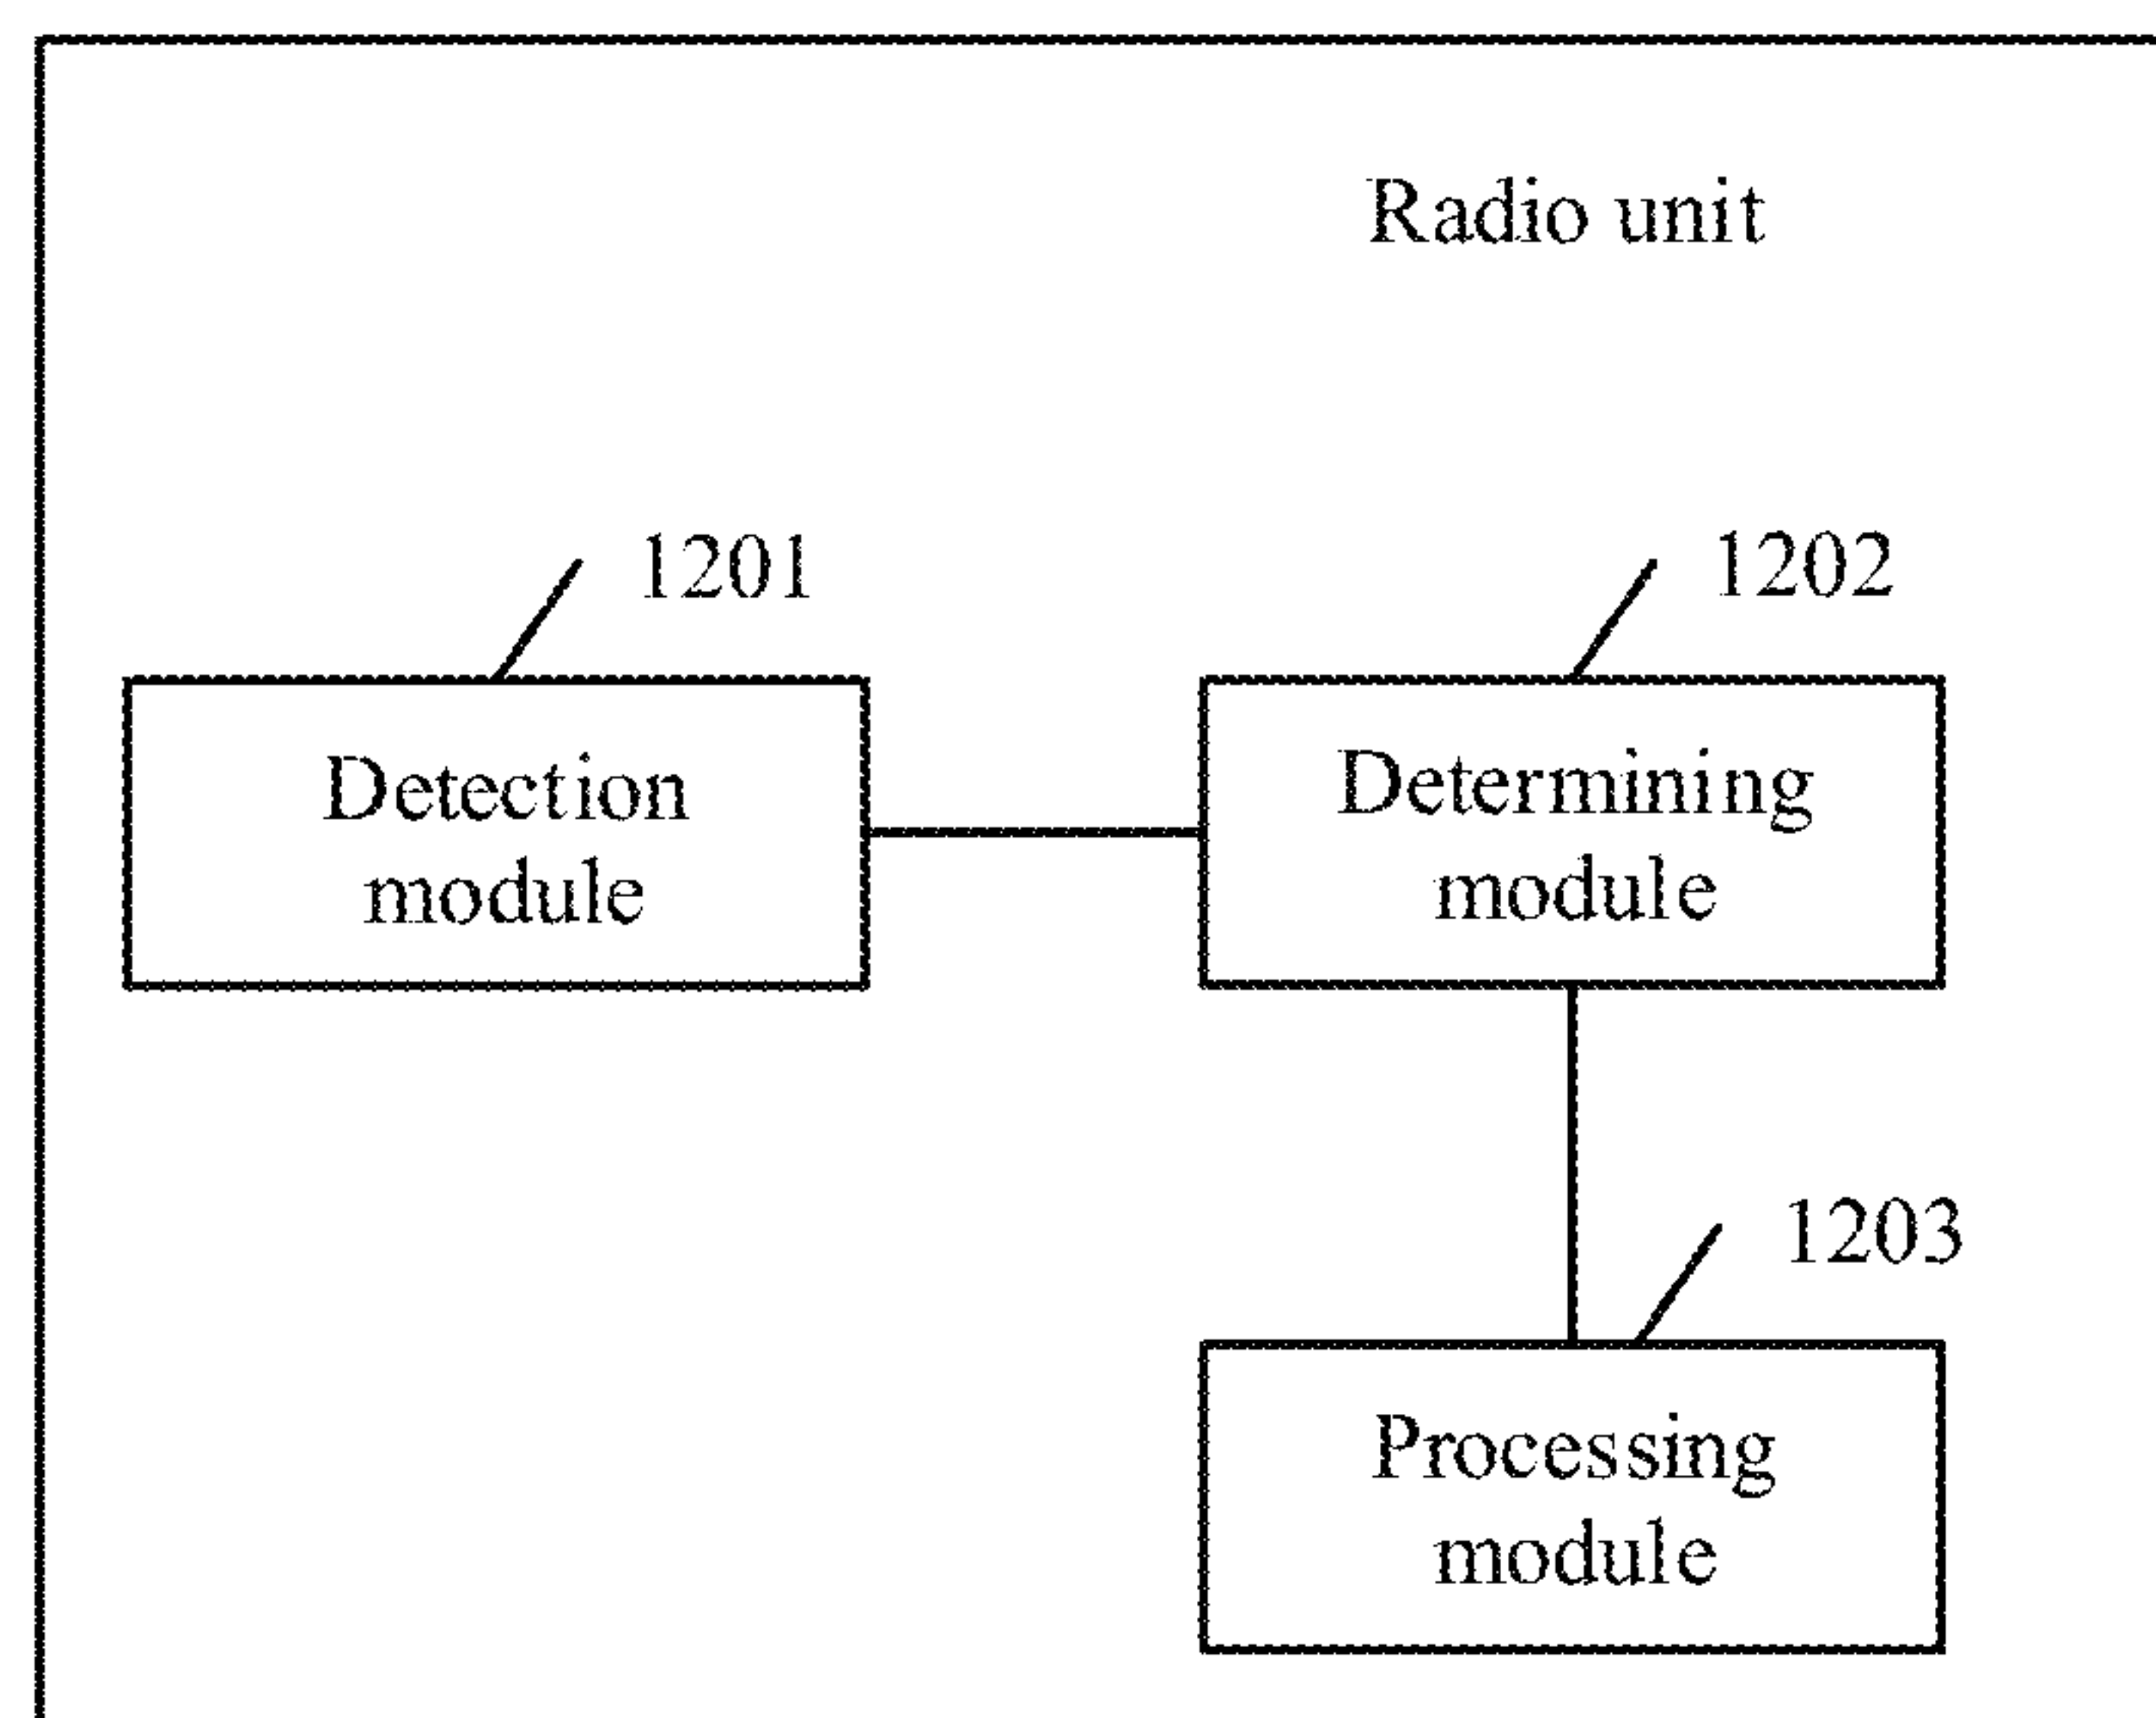 Radio unit
1201
1202
Detection
module
Determining
module
1203
Processing
module